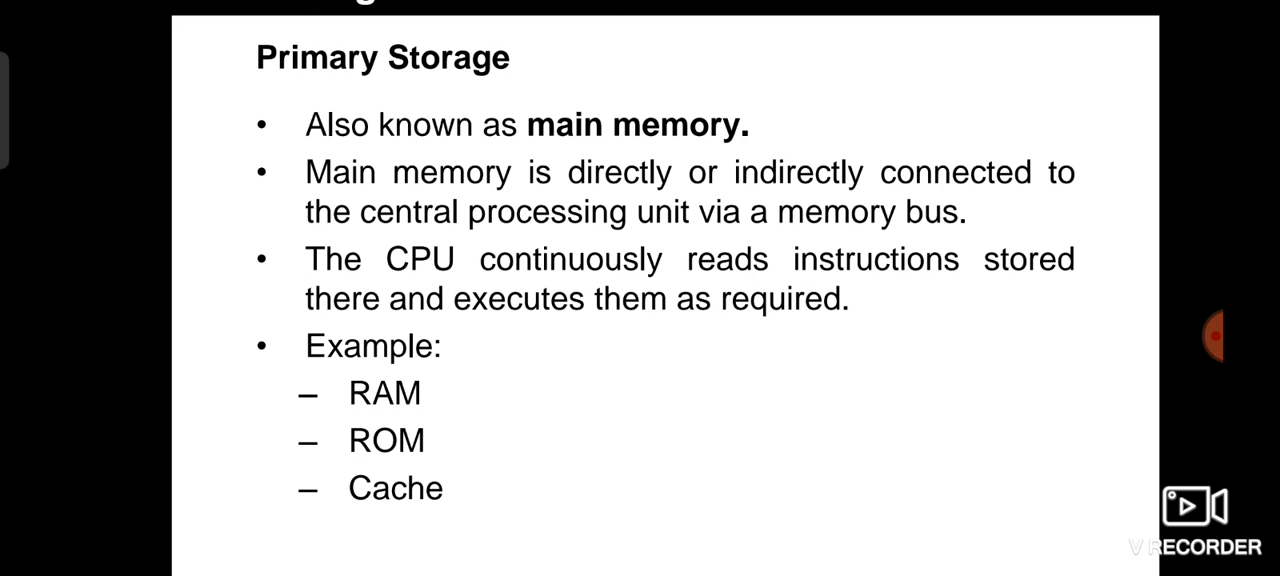 Primary Storage
• Also known as main memory.
• Main memory is directly or indirectly connected to
the central processing unit via a memory bus.
• The CPU continuously reads instructions stored
there and executes them as required.
• Example:
– RAM
– ROM
– Cache
V RECORDER